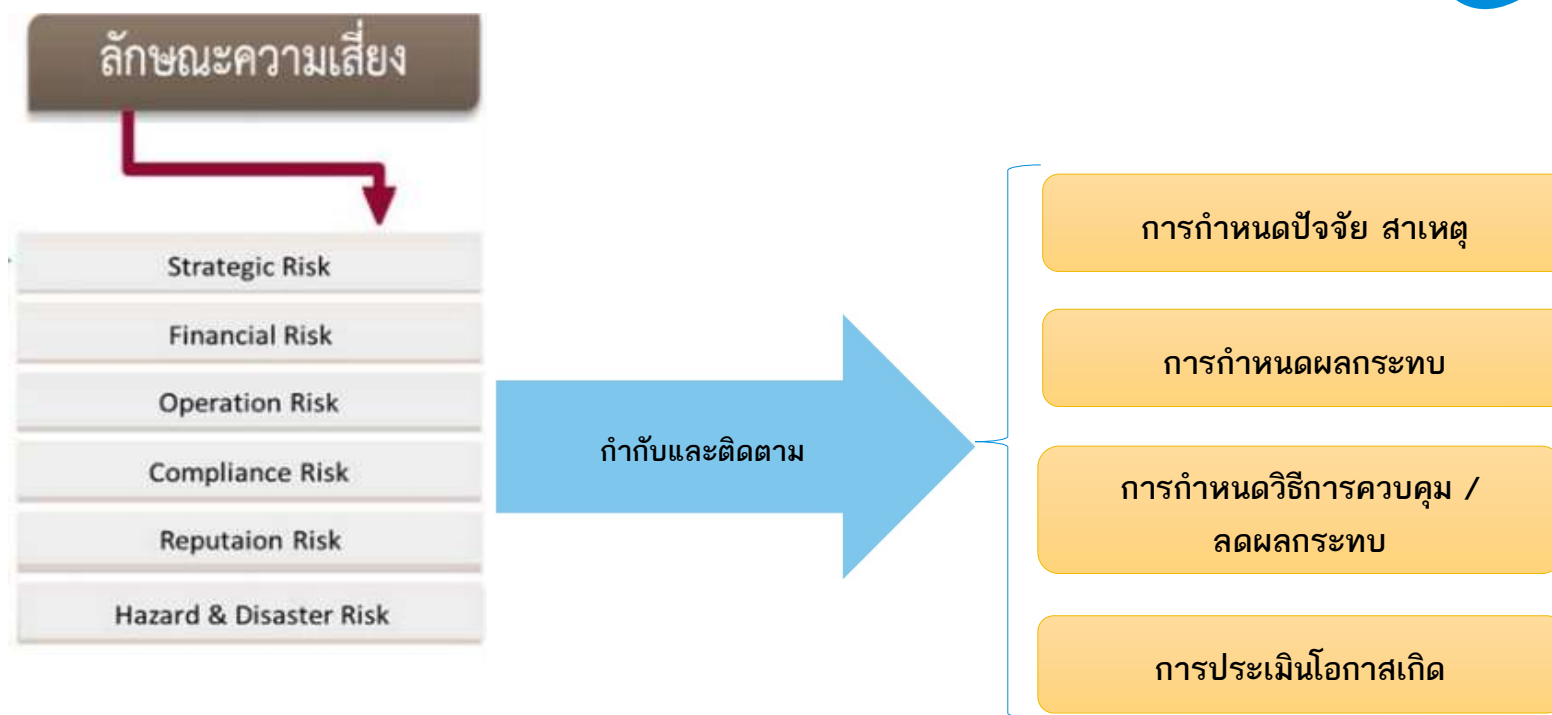 ลักษณะความเสี่ยง
Strategic Risk
Financial Risk
Operation Risk
Compliance Risk
Reputaion Risk
Hazard & Disaster Risk
กำกับและติดตาม
การกำหนดปัจจัย สาเหตุ
การกำหนดผลกระทบ
การกำหนดวิธีการควบคุม /
ลดผลกระทบ
การประเมินโอกาสเกิด